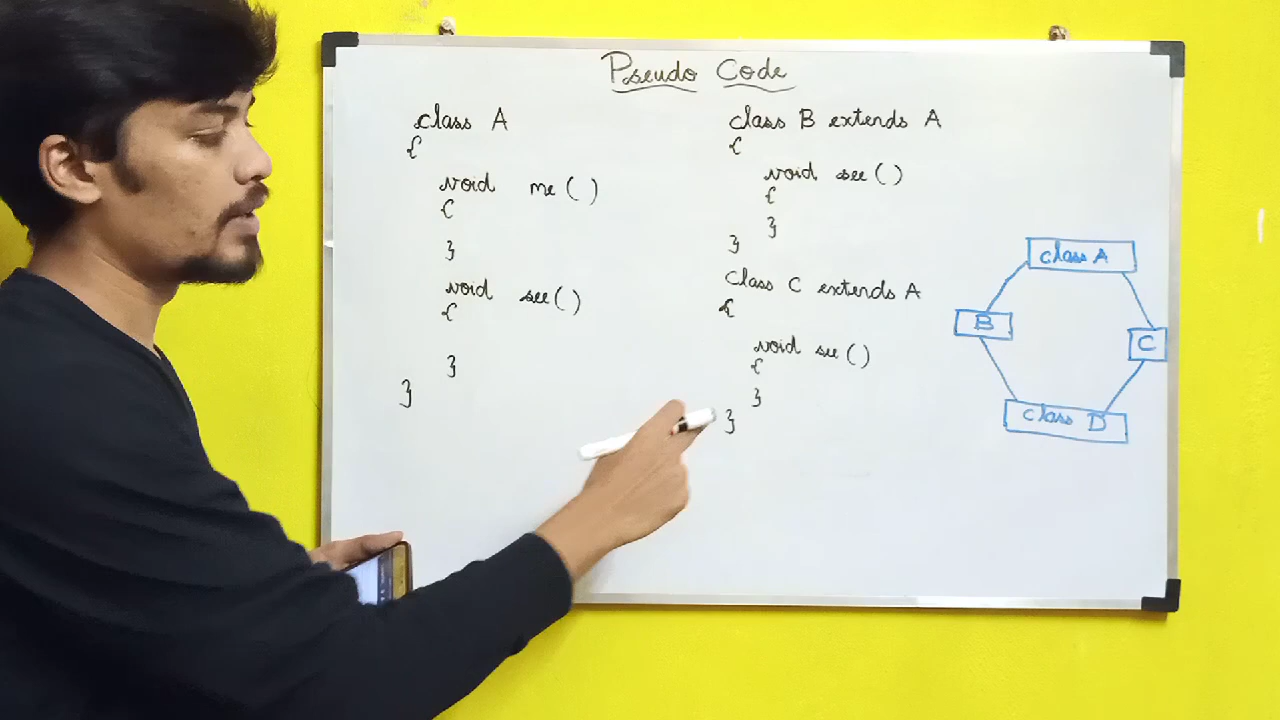 Pseudo Code
class A
{
void me ( )
{
}
void see ( )
{
}
}
class B extends A
{
void see ( )
{
}
}
Class C extends A
{
void see ( )
{
}
}
class A
B
C
class D